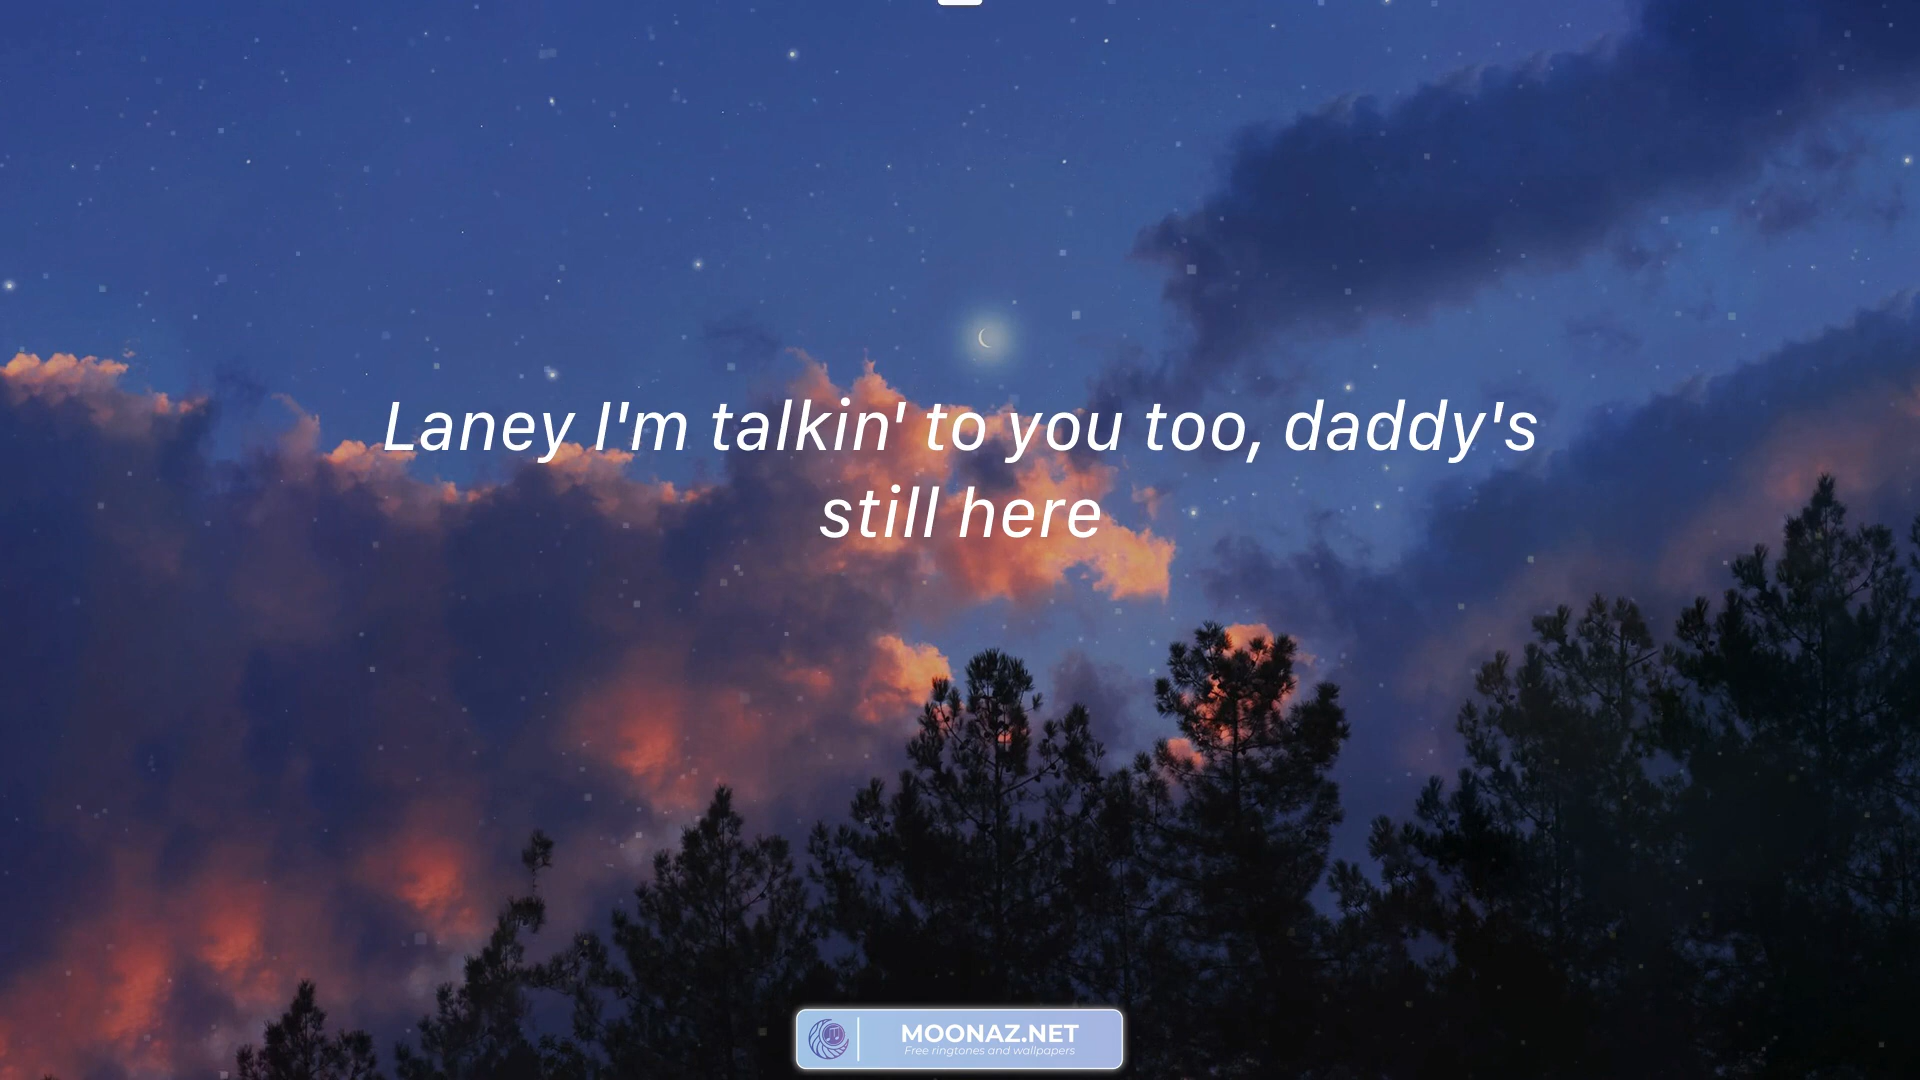 Laney I'm talkin' to you too, daddy's
still here
MOONAZ.NET
Free ringtones and wallpapers